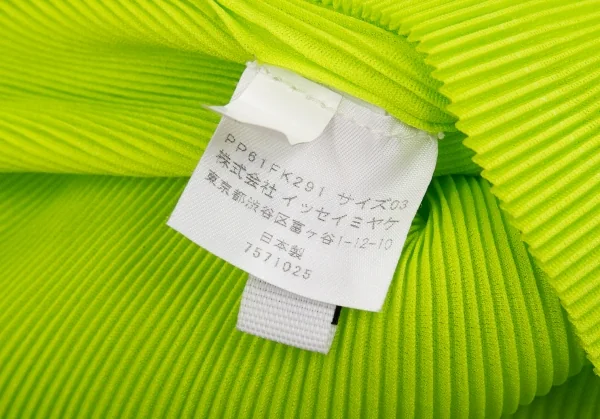 PP61FK291 サイズ03
株式会社 イッセイミヤケ
東京都渋谷区富ヶ谷1-12-10
日本製
7571025